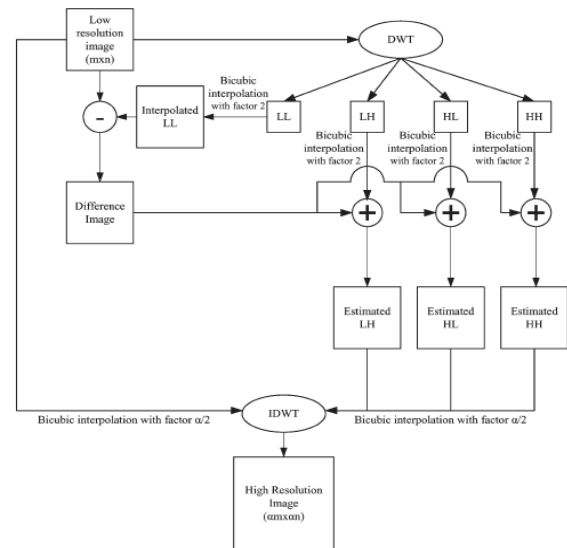 Low
resolution
image
(mxn)
DWT
Bicubic
interpolation
with factor 2
Interpolated
LL
LL
LH
HL
HH
-
Bicubic
interpolation
with factor 2
Bicubic
interpolation
with factor 2
Bicubic
interpolation
with factor 2
Difference
Image
+
+
+
Estimated
LH
Estimated
HL
Estimated
HH
IDWT
Bicubic interpolation with factor α/2
Bicubic interpolation with factor α/2
High Resolution
Image
(αmxαn)